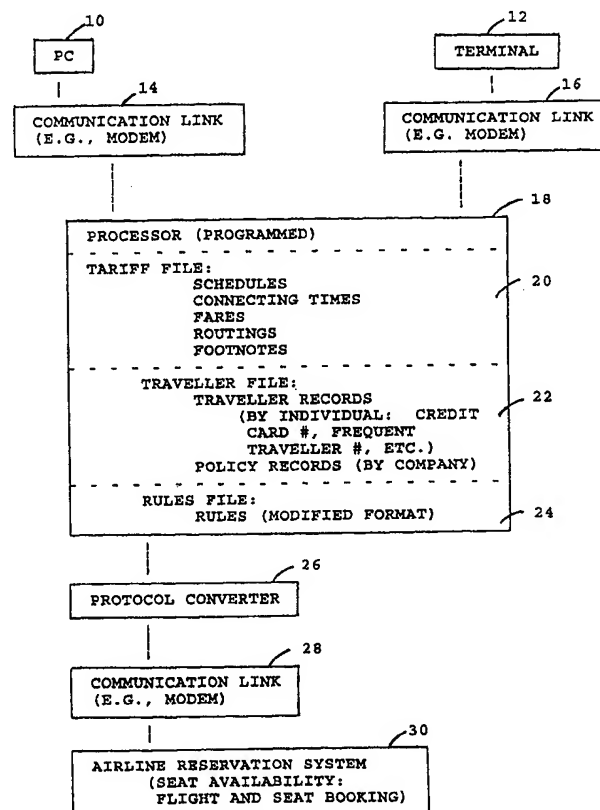 10
PC
12
TERMINAL
14
COMMUNICATION LINK
(E.G., MODEM)
16
COMMUNICATION LINK
(E.G. MODEM)
18
PROCESSOR (PROGRAMMED)
TARIFF FILE:
SCHEDULES
20
CONNECTING TIMES
FARES
ROUTINGS
FOOTNOTES
TRAVELLER FILE:
TRAVELLER RECORDS
22
(BY INDIVIDUAL: CREDIT
CARD #, FREQUENT
TRAVELLER #, ETC.)
POLICY RECORDS (BY COMPANY)
RULES FILE:
RULES (MODIFIED FORMAT)
24
26
PROTOCOL CONVERTER
28
COMMUNICATION LINK
(E.G., MODEM)
30
AIRLINE RESERVATION SYSTEM
(SEAT AVAILABILITY:
FLIGHT AND SEAT BOOKING)